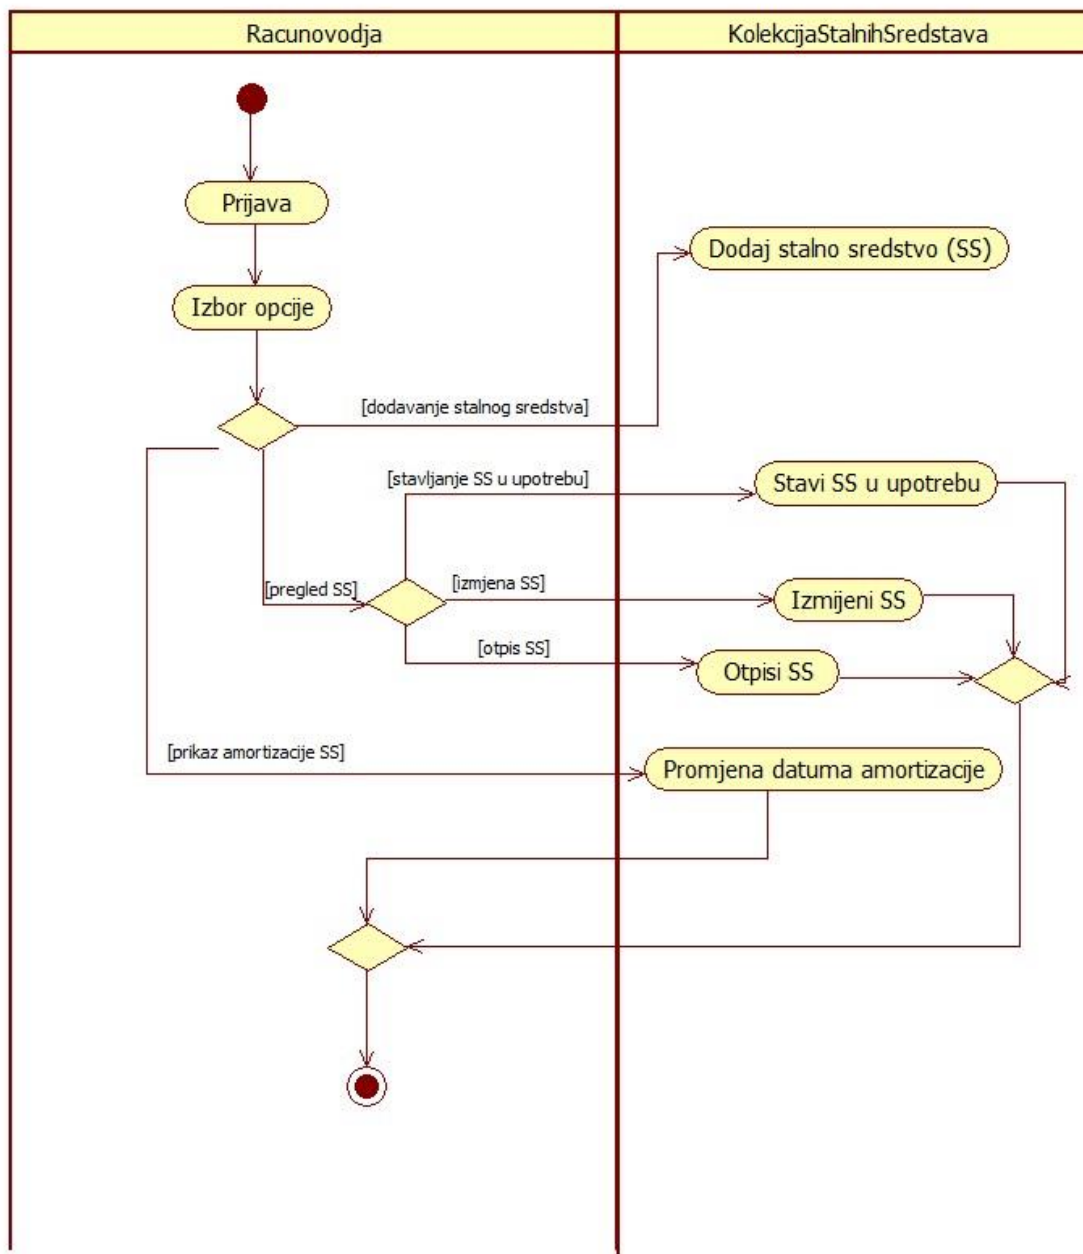 Racunovodja
KolekcijaStalnihSredstava
Prijava
Dodaj stalno sredstvo (SS)
Izbor opcije
[dodavanje stalnog sredstva]
[stavljanje SS u upotrebu]
Stavi SS u upotrebu
[pregled SS]
[izmjena SS]
Izmijeni SS
[otpis SS]
Otpisi SS
[prikaz amortizacije SS]
Promjena datuma amortizacije